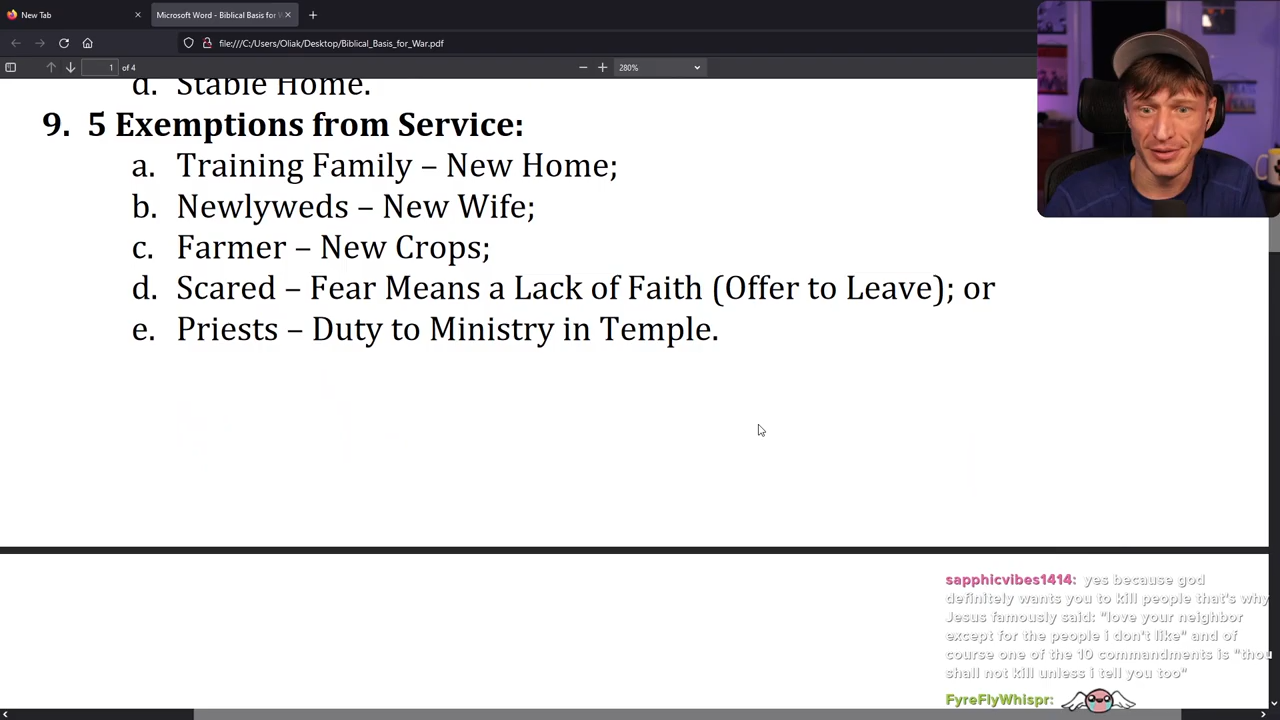 New Tab
Microsoft Word - Biblical Basis for W
file:///C:/Users/Oliak/Desktop/Biblical_Basis_for_War.pdf
1 of 4
280%
d. Stable Home.
9. 5 Exemptions from Service:
a. Training Family – New Home;
b. Newlyweds – New Wife;
c. Farmer – New Crops;
d. Scared – Fear Means a Lack of Faith (Offer to Leave); or
e. Priests – Duty to Ministry in Temple.
sapphicvibes1414: yes because god
definitely wants you to kill people that's why
Jesus famously said: "love your neighbor
except for the people i don't like" and of
course one of the 10 commandments is "thou
shall not kill unless i tell you too"
FyreFlyWhispr: